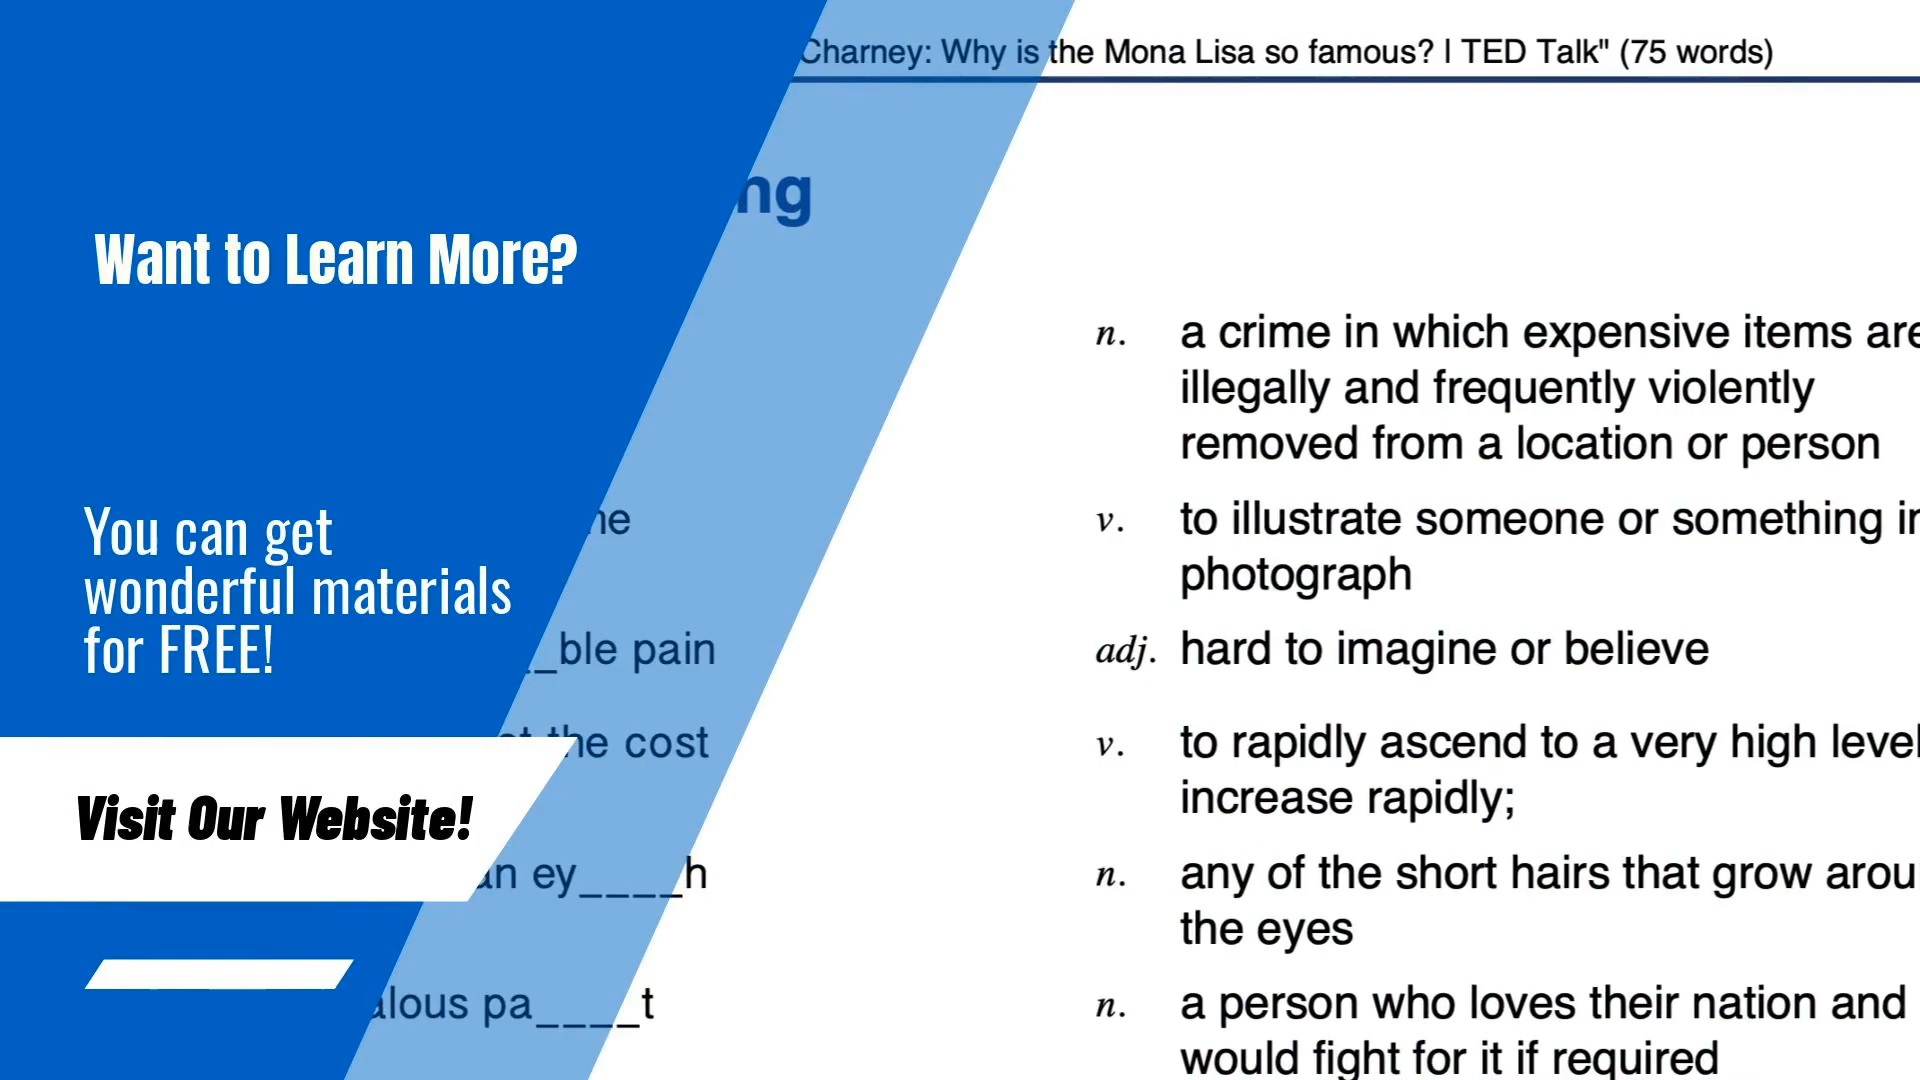 Charney: Why is the Mona Lisa so famous? | TED Talk" (75 words)
ng
Want to Learn More?
You can get
wonderful materials
for FREE!
Visit Our Website!
ne
_ble pain
the cost
an ey____h
alous pa____t
n. a crime in which expensive items are
illegally and frequently violently
removed from a location or person
v. to illustrate someone or something in
photograph
adj. hard to imagine or believe
v. to rapidly ascend to a very high level
increase rapidly;
n. any of the short hairs that grow arou
the eyes
n. a person who loves their nation and
would fight for it if required